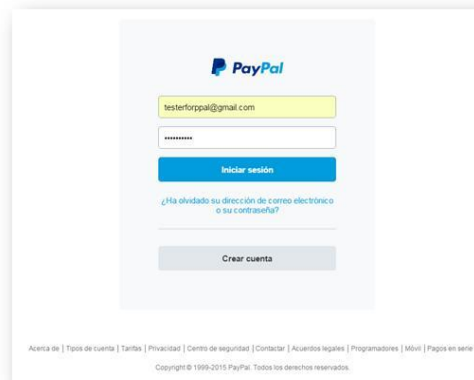 PayPal
testerforppal@gmail.com
••••••••••
Iniciar sesión
¿Ha olvidado su dirección de correo electrónico
o su contraseña?
Crear cuenta
Acerca de | Tipos de cuenta | Tarifas | Privacidad | Centro de seguridad | Contactar | Acuerdos legales | Programadores | Móvil | Pagos en serie
Copyright © 1999-2015 PayPal. Todos los derechos reservados.